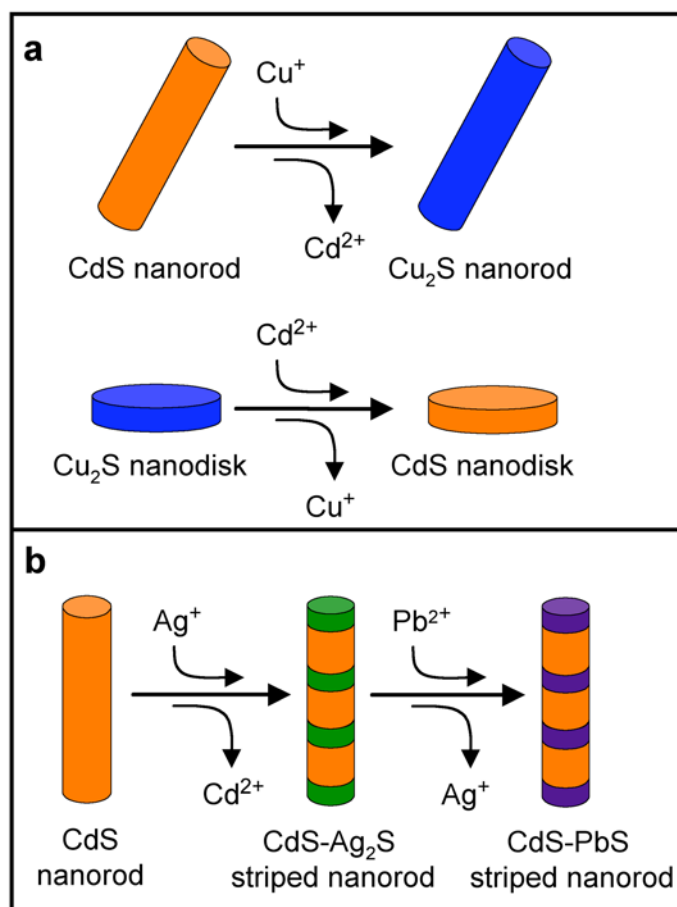 a
Cu⁺
Cd²⁺
CdS nanorod
Cu₂S nanorod
Cd²⁺
Cu₂S nanodisk
CdS nanodisk
Cu⁺
b
Ag⁺
Pb²⁺
Cd²⁺
Ag⁺
CdS
nanorod
CdS-Ag₂S
striped nanorod
CdS-PbS
striped nanorod